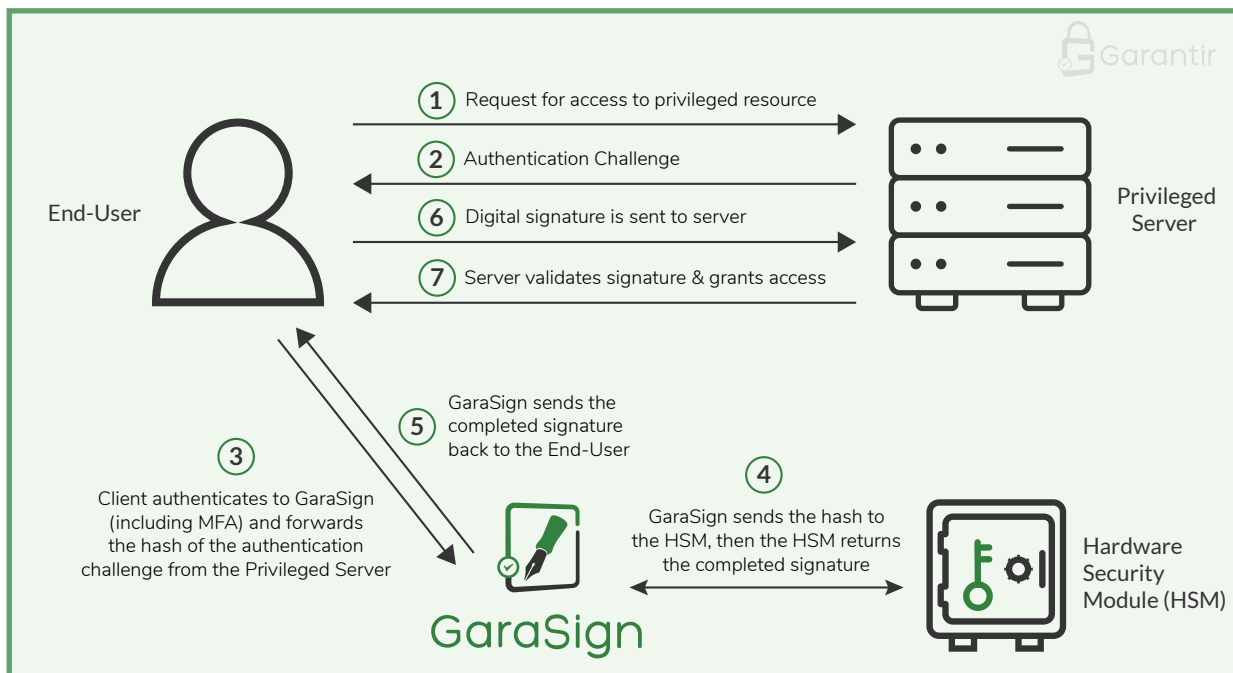 Garantir
1 Request for access to privileged resource
2 Authentication Challenge
End-User
6 Digital signature is sent to server
Privileged
Server
7 Server validates signature & grants access
5
GaraSign sends the
completed signature
back to the End-User
3
Client authenticates to GaraSign
(including MFA) and forwards
the hash of the authentication
challenge from the Privileged Server
4
GaraSign sends the hash to
the HSM, then the HSM returns
the completed signature
Hardware
Security
Module (HSM)
GaraSign